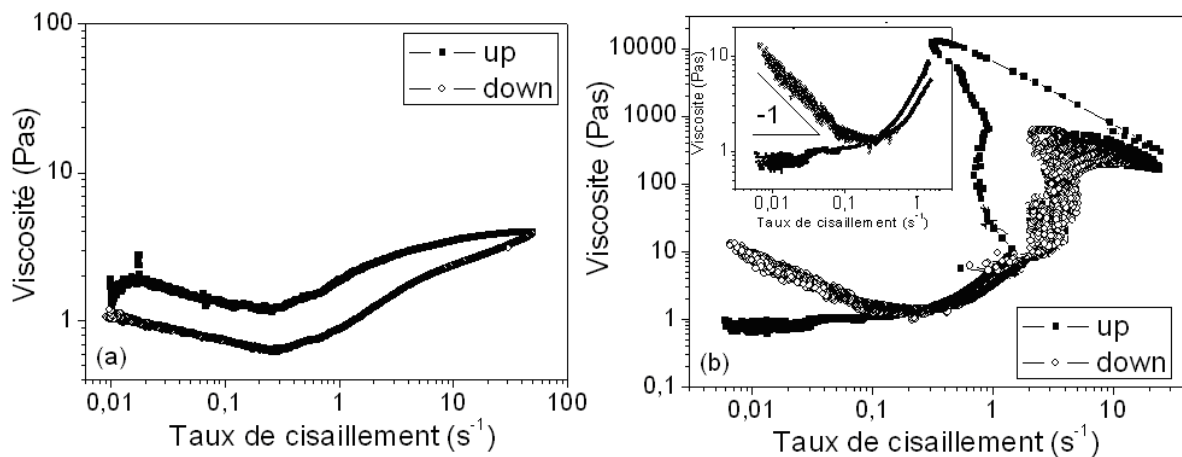 100
10
1
Viscosité (Pas)
up
down
(a)
0,01 0,1 1 10 100
Taux de cisaillement (s-1)
10000
1000
100
10
1
0,1
Viscosite (Pas)
10
1
Viscosite (Pas)
-1
0,01 0,1 1
Taux de cisaillement (s-1)
up
down
(b)
0,01 0,1 1 10
Taux de cisaillement (s-1)